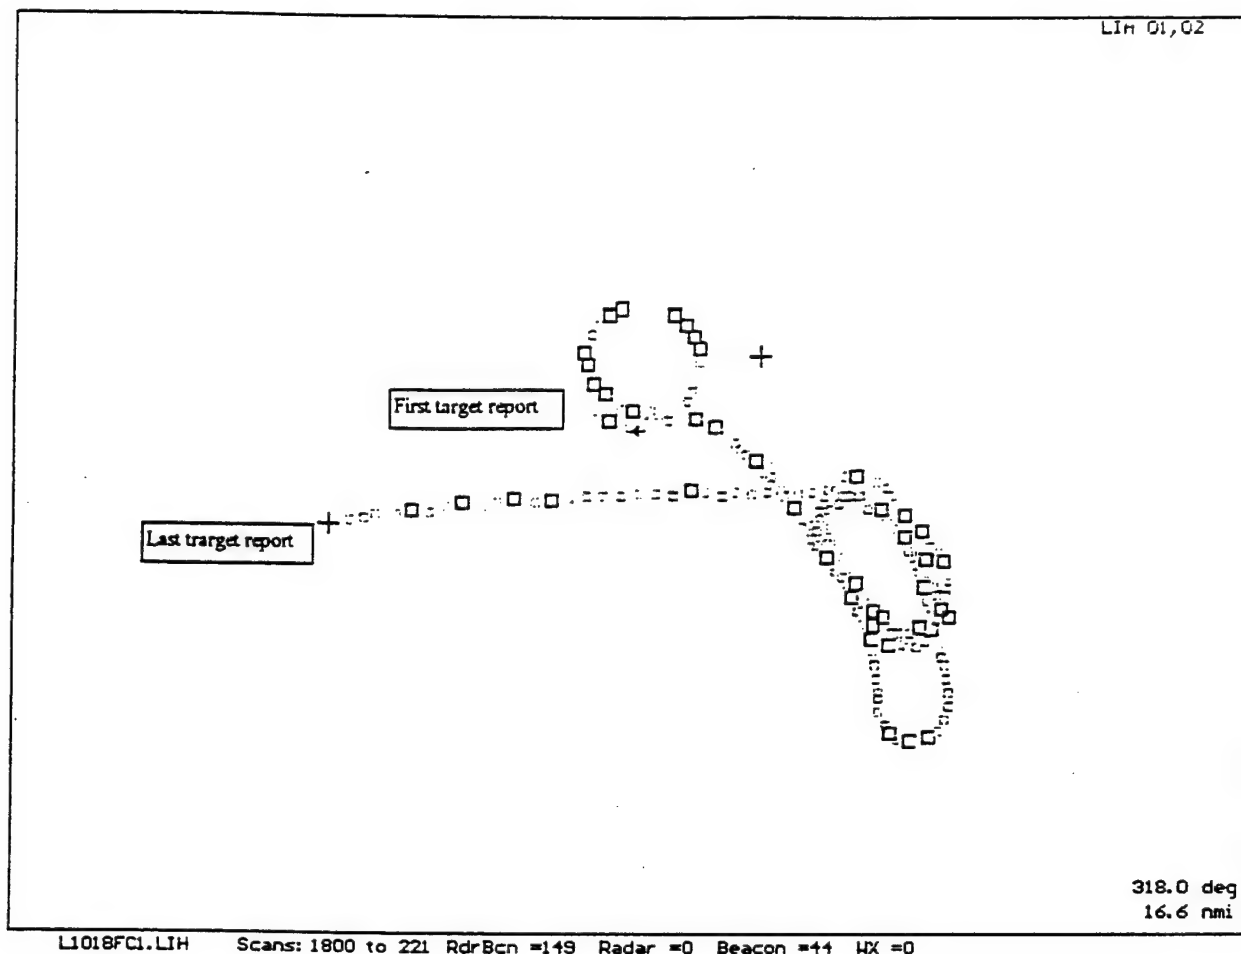 LIH 01,02
First target report
Last trarget report
318.0 deg
16.6 nmi
L1018FC1.LIH Scans: 1800 to 221 RdrBcn =149 Radar =0 Beacon =44 WX =0